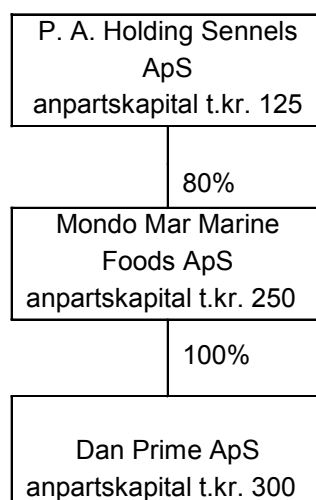 P. A. Holding Sennels
ApS
anpartskapital t.kr. 125
80%
Mondo Mar Marine
Foods ApS
anpartskapital t.kr. 250
100%
Dan Prime ApS
anpartskapital t.kr. 300